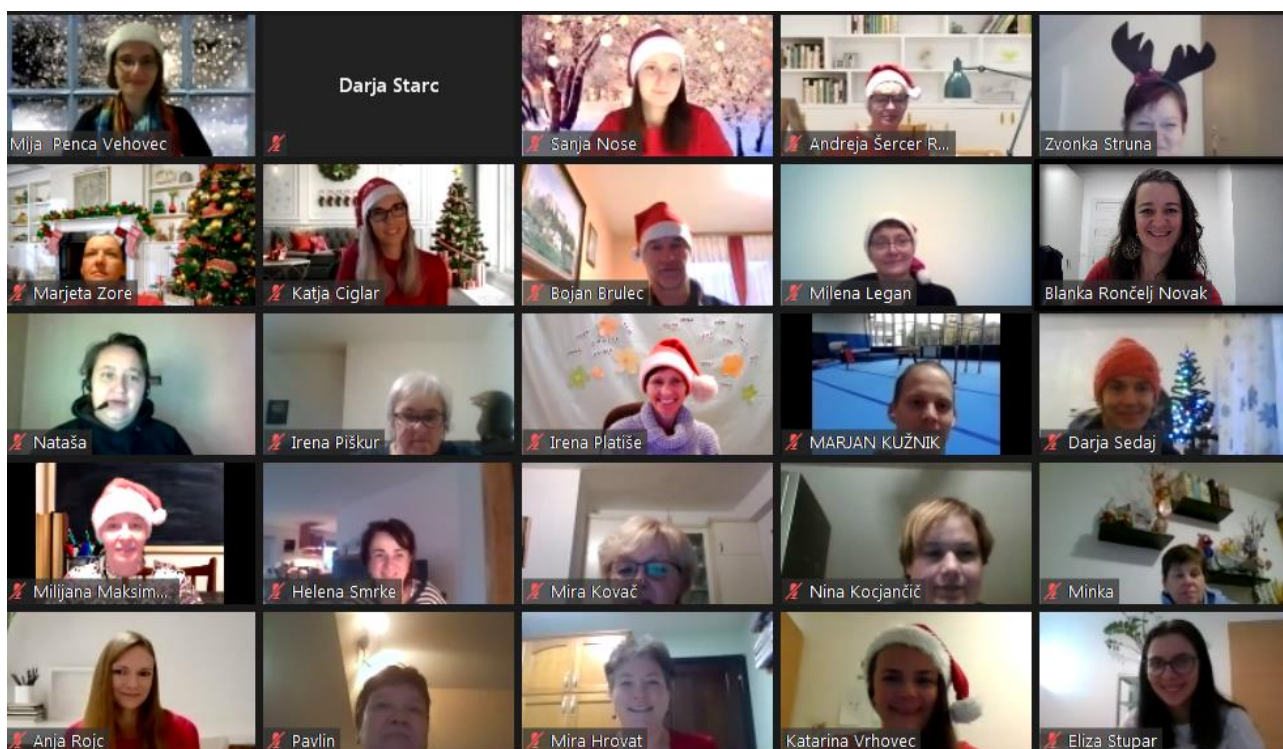 Mija Penca Vehovec
Darja Starc
Sanja Nose
Andreja Šercer R...
Zvonka Struna
Marjeta Zore
Katja Ciglar
Bojan Brulec
Milena Legan
Blanka Rončelj Novak
Nataša
Irena Piškur
Irena Platiše
MARJAN KUŽNIK
Darja Sedaj
Milijana Maksim...
Helena Smrke
Mira Kovač
Nina Kocjančič
Minka
Anja Rojc
Pavlin
Mira Hrovat
Katarina Vrhovec
Eliza Stupar